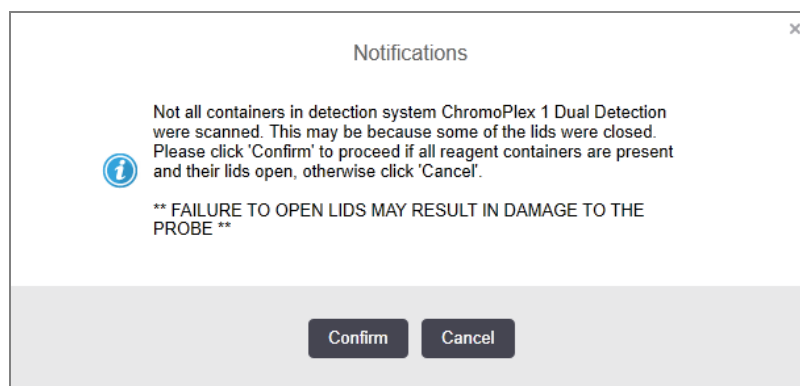 ×
Notifications
Not all containers in detection system ChromoPlex 1 Dual Detection
were scanned. This may be because some of the lids were closed.
Please click 'Confirm' to proceed if all reagent containers are present
and their lids open, otherwise click 'Cancel'.
** FAILURE TO OPEN LIDS MAY RESULT IN DAMAGE TO THE
PROBE **
Confirm Cancel